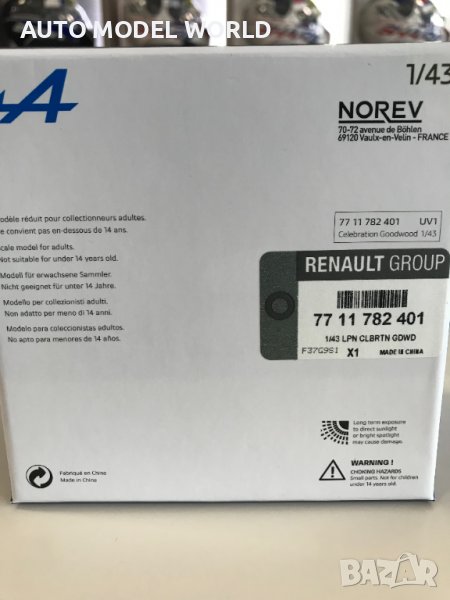 AUTO MODEL WORLD
1/43
A
NOREV
70-72 avenue de Böhlen
69120 Vaulx-en-Velin - FRANCE
odèle réduit pour collectionneurs adultes.
e convient pas en-dessous de 14 ans.
cale model for adults.
Not suitable for under 14 years old.
Modell für erwachsene Sammler.
Nicht geeignet für unter 14 Jahre.
Modello per collezionisti adulti.
Non adatto per meno di 14 anni.
Modelo para coleccionistas adultos.
No apto para menores de 14 años.
77 11 782 401 UV1
Celebration Goodwood 1/43
RENAULT GROUP
77 11 782 401
1/43 LPN CLBRTN GDWD
F37G9S1 X1 MADE IN CHINA
Long term exposure
to direct sunlight
or bright spotlight
may cause damage.
WARNING !
CHOKING HAZARDS
Small parts. Not for children
under 14 years old.
Fabriqué en Chine
Made in China
BAZAR
.bg